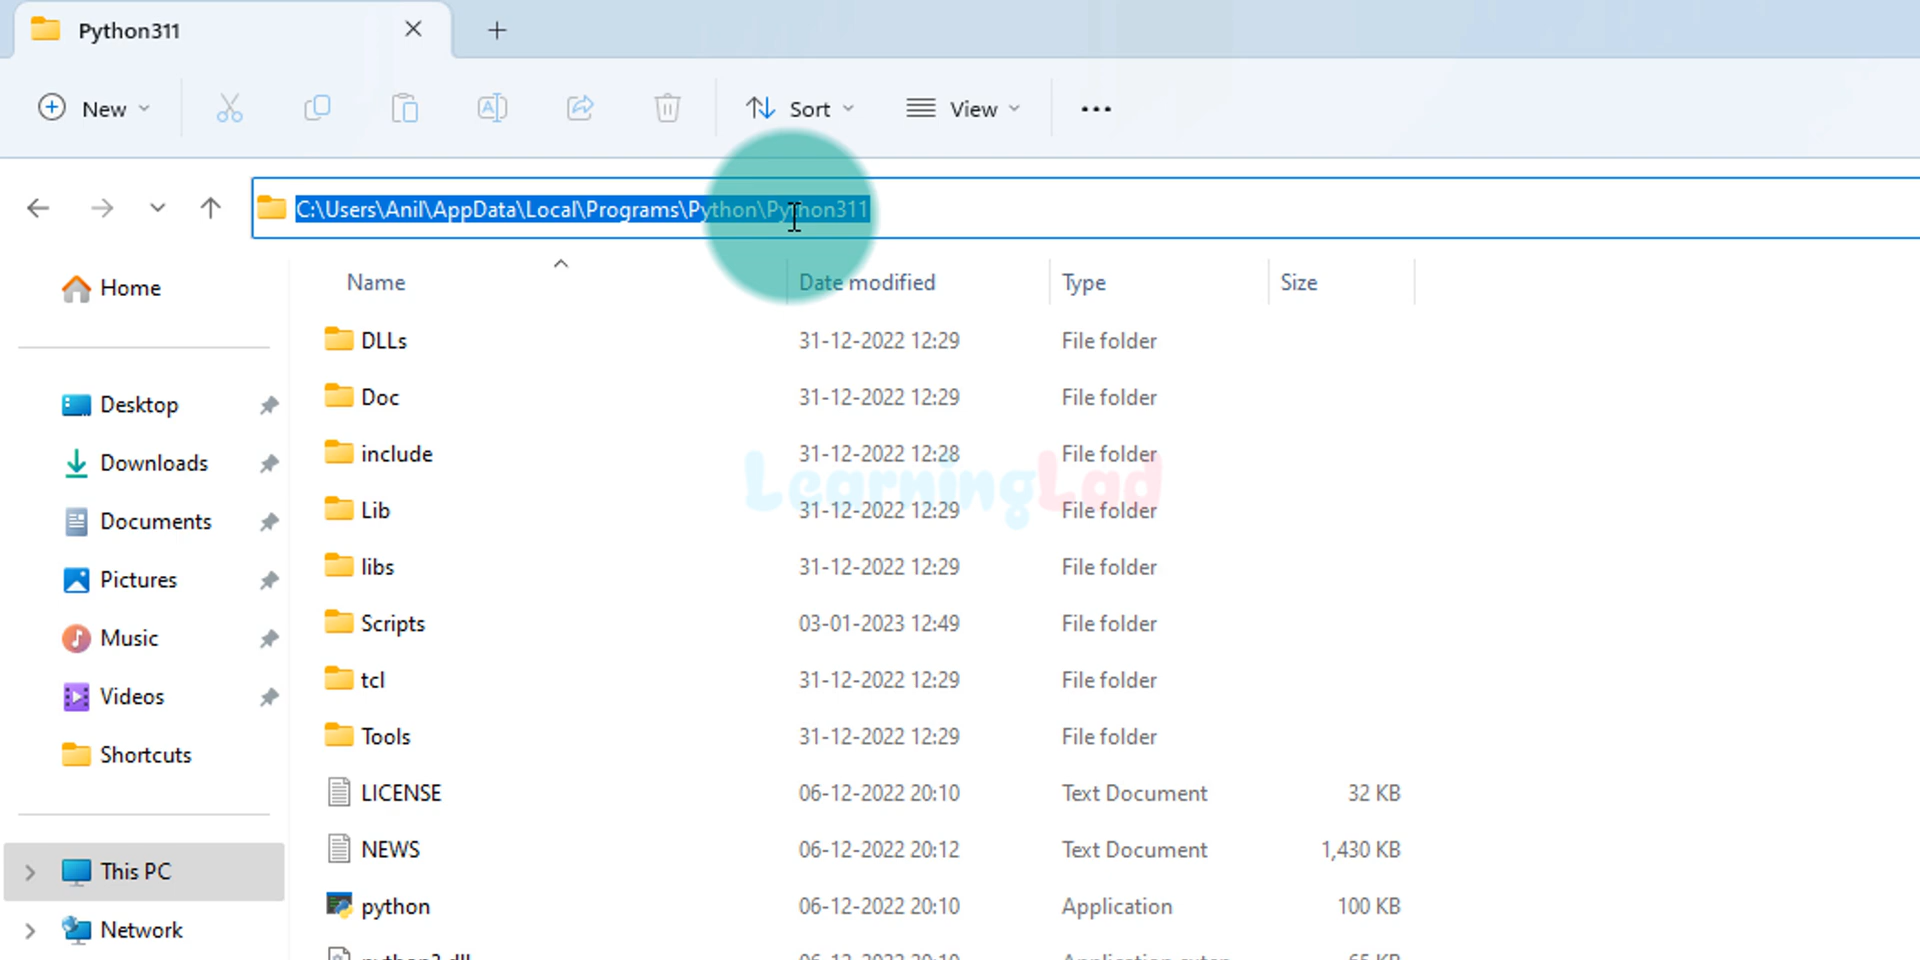 Python311
New
Sort
View
C:\Users\Anil\AppData\Local\Programs\Python\Python311
Home
Desktop
Downloads
Documents
Pictures
Music
Videos
Shortcuts
This PC
Network
Name Date modified Type Size
DLLs 31-12-2022 12:29 File folder
Doc 31-12-2022 12:29 File folder
include 31-12-2022 12:28 File folder
Lib 31-12-2022 12:29 File folder
libs 31-12-2022 12:29 File folder
Scripts 03-01-2023 12:49 File folder
tcl 31-12-2022 12:29 File folder
Tools 31-12-2022 12:29 File folder
LICENSE 06-12-2022 20:10 Text Document 32 KB
NEWS 06-12-2022 20:12 Text Document 1,430 KB
python 06-12-2022 20:10 Application 100 KB
LearningLad